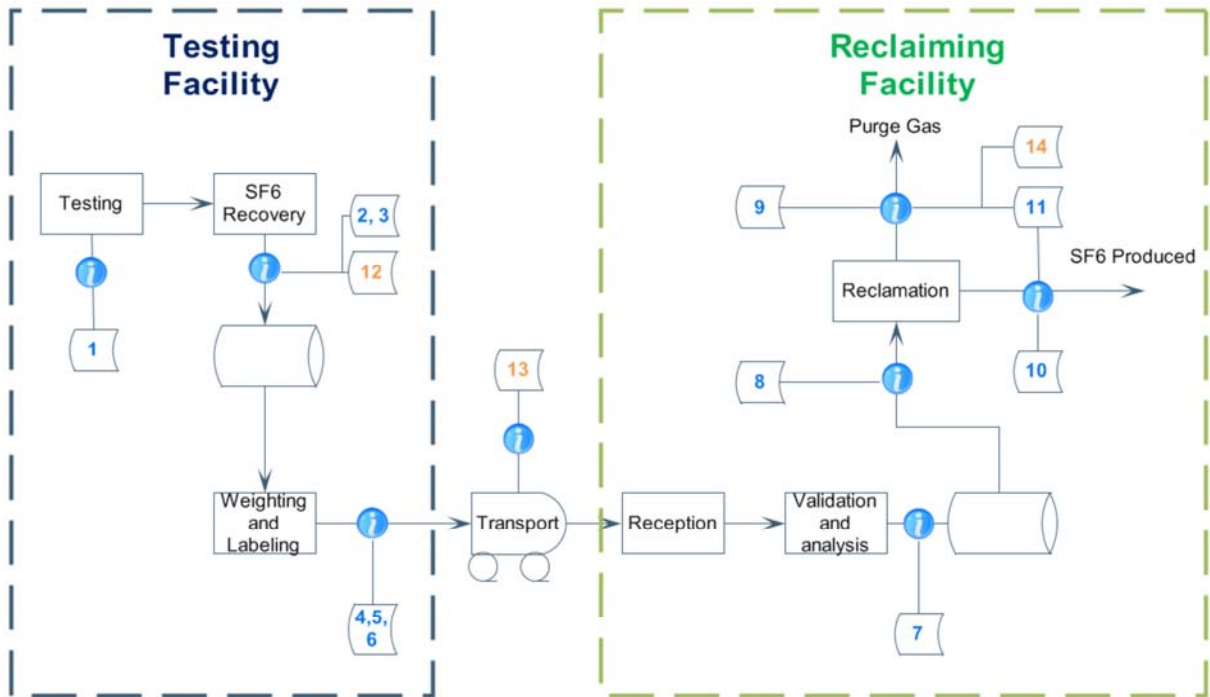 Testing
Facility
Reclaiming
Facility
Purge Gas
14
Testing
SF6
Recovery
2, 3
9
i
11
i
i
12
SF6 Produced
Reclamation
i
1
13
8
i
10
i
Weighting
and
Labeling
i
Transport
Reception
Validation
and
analysis
i
4,5,
6
7